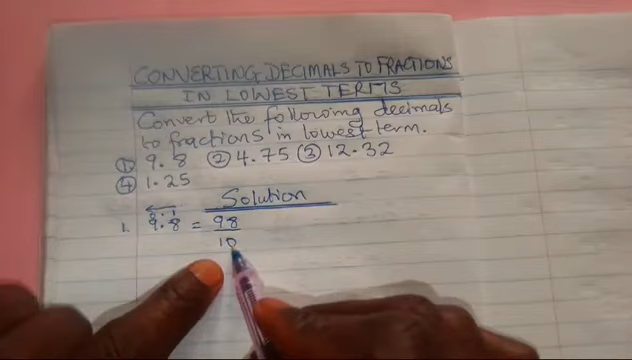 CONVERTING DECIMALS TO FRACTIONS
IN LOWEST TERMS
Convert the following decimals
to fractions in lowest term.
① 9.8 ② 4.75 ③ 12.32
④ 1.25
Solution
1. 9.8 = 98/10